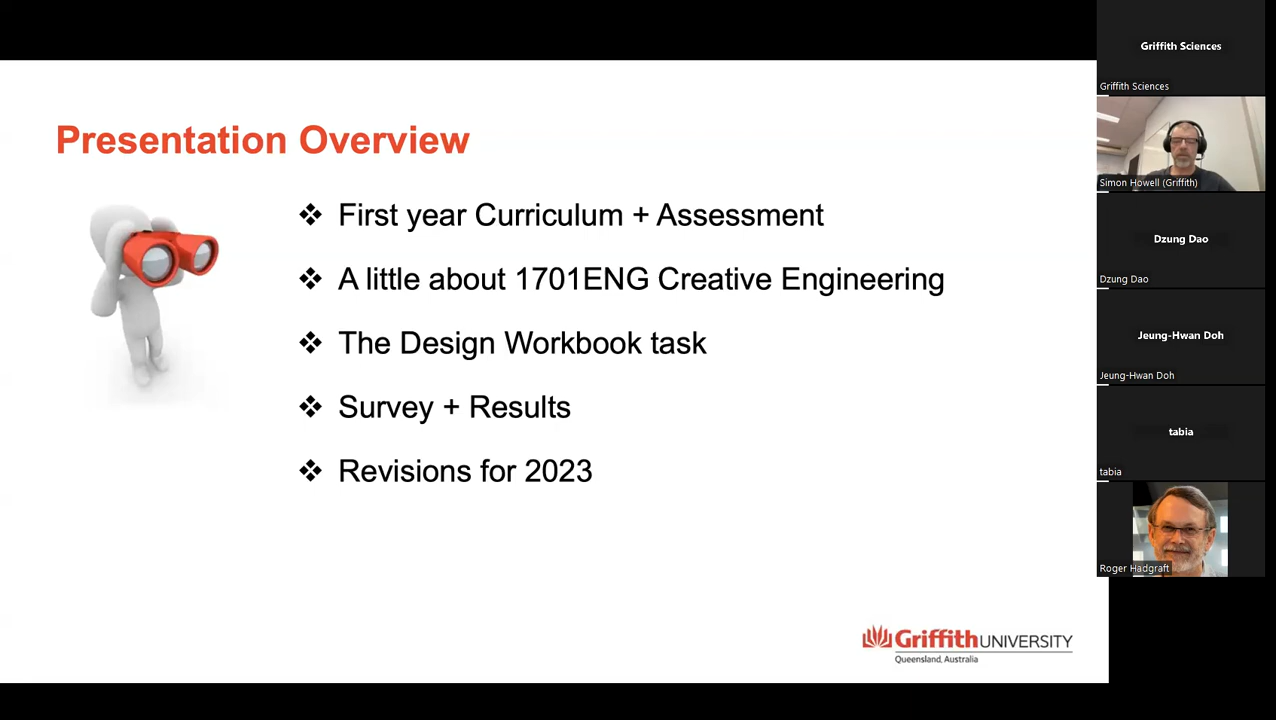 Presentation Overview
❖ First year Curriculum + Assessment
❖ A little about 1701ENG Creative Engineering
❖ The Design Workbook task
❖ Survey + Results
❖ Revisions for 2023
Griffith UNIVERSITY
Queensland, Australia
Griffith Sciences
Griffith Sciences
Simon Howell (Griffith)
Dzung Dao
Dzung Dao
Jeung-Hwan Doh
Jeung-Hwan Doh
tabia
tabia
Roger Hadgraft